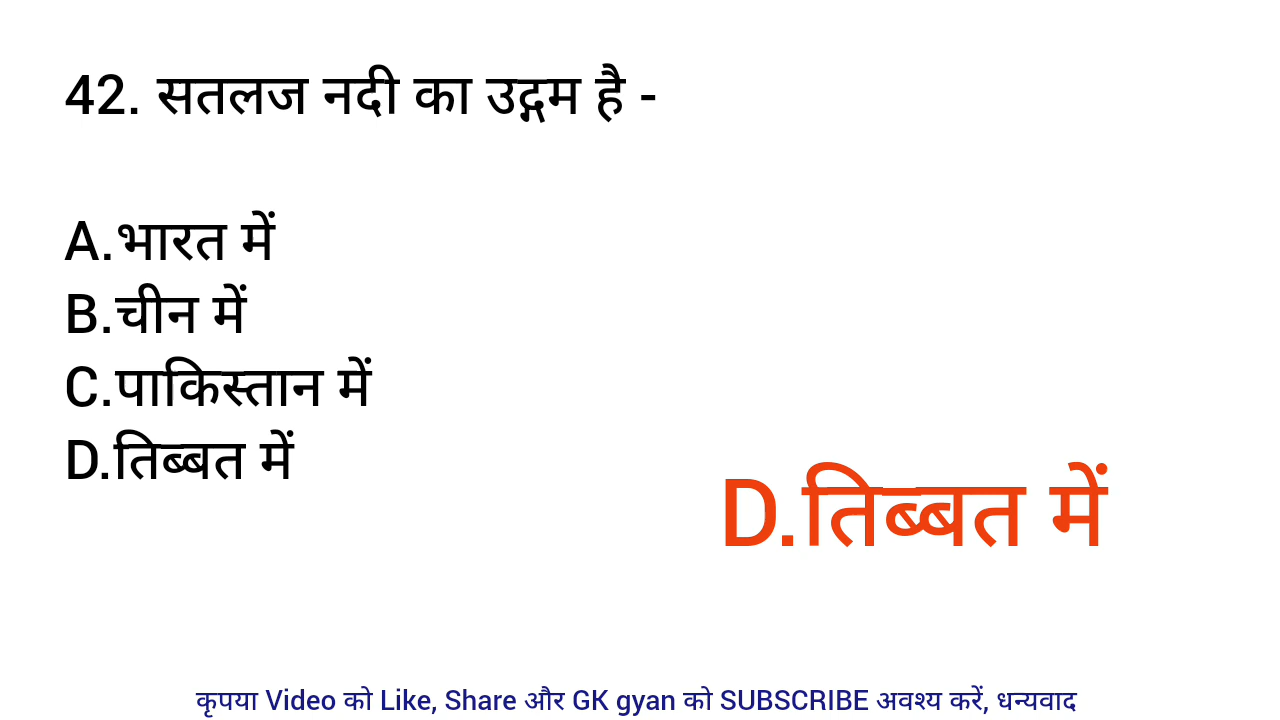 42. सतलज नदी का उद्गम है -
A.भारत में
B.चीन में
C.पाकिस्तान में
D.तिब्बत में
D.तिब्बत में
कृपया Video को Like, Share और GK gyan को SUBSCRIBE अवश्य करें, धन्यवाद